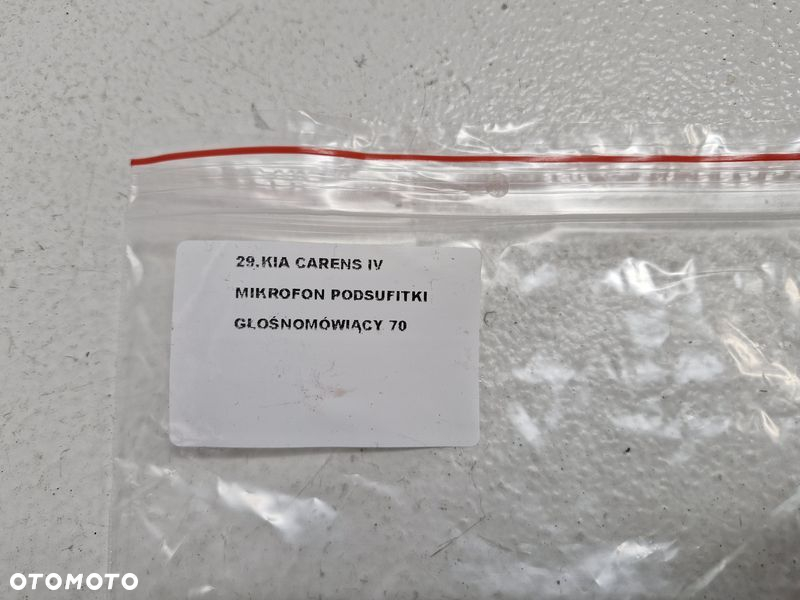 29.KIA CARENS IV
MIKROFON PODSUFITKI
GŁOŚNOMÓWIĄCY 70
OTOMOTO